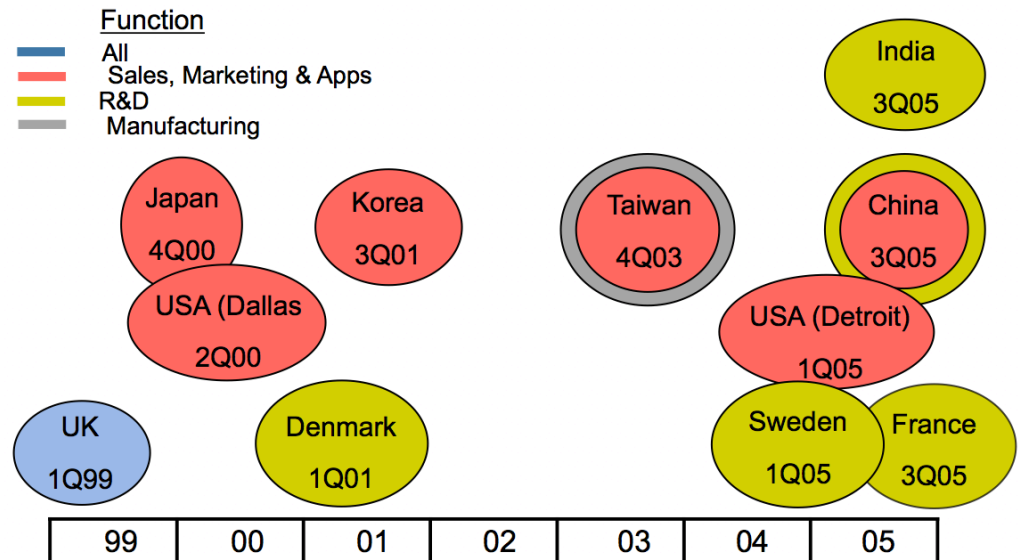 Function
All
Sales, Marketing & Apps
R&D
Manufacturing
India
3Q05
Japan
4Q00
Korea
3Q01
Taiwan
4Q03
China
3Q05
USA (Dallas
2Q00
USA (Detroit)
1Q05
UK
1Q99
Denmark
1Q01
Sweden
1Q05
France
3Q05
99 00 01 02 03 04 05